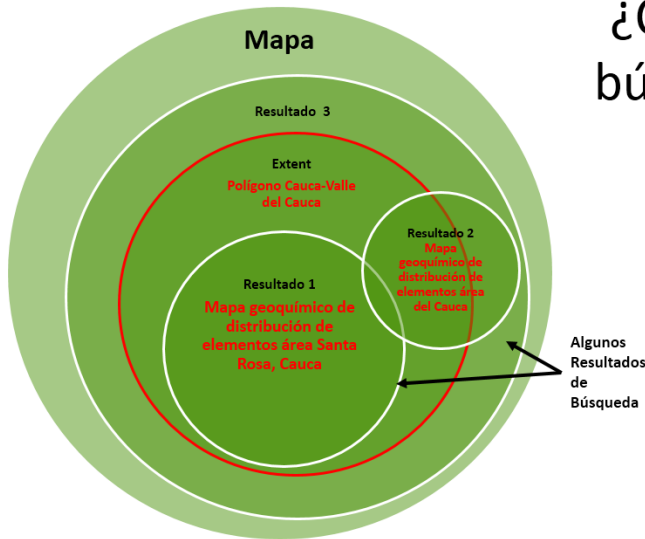 Mapa
Resultado 3
Extent
Polígono Cauca-Valle
del Cauca
Resultado 2
Mapa
geoquímico de
distribución de
elementos área
del Cauca
Resultado 1
Mapa geoquímico de
distribución de
elementos área Santa
Rosa, Cauca
Algunos
Resultados
de
Búsqueda